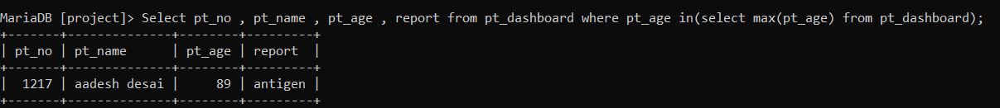 MariaDB [project]> Select pt_no , pt_name , pt_age , report from pt_dashboard where pt_age in(select max(pt_age) from pt_dashboard);
+-------+--------------+--------+---------+
| pt_no | pt_name      | pt_age | report  |
+-------+--------------+--------+---------+
|  1217 | aadesh desai |     89 | antigen |
+-------+--------------+--------+---------+